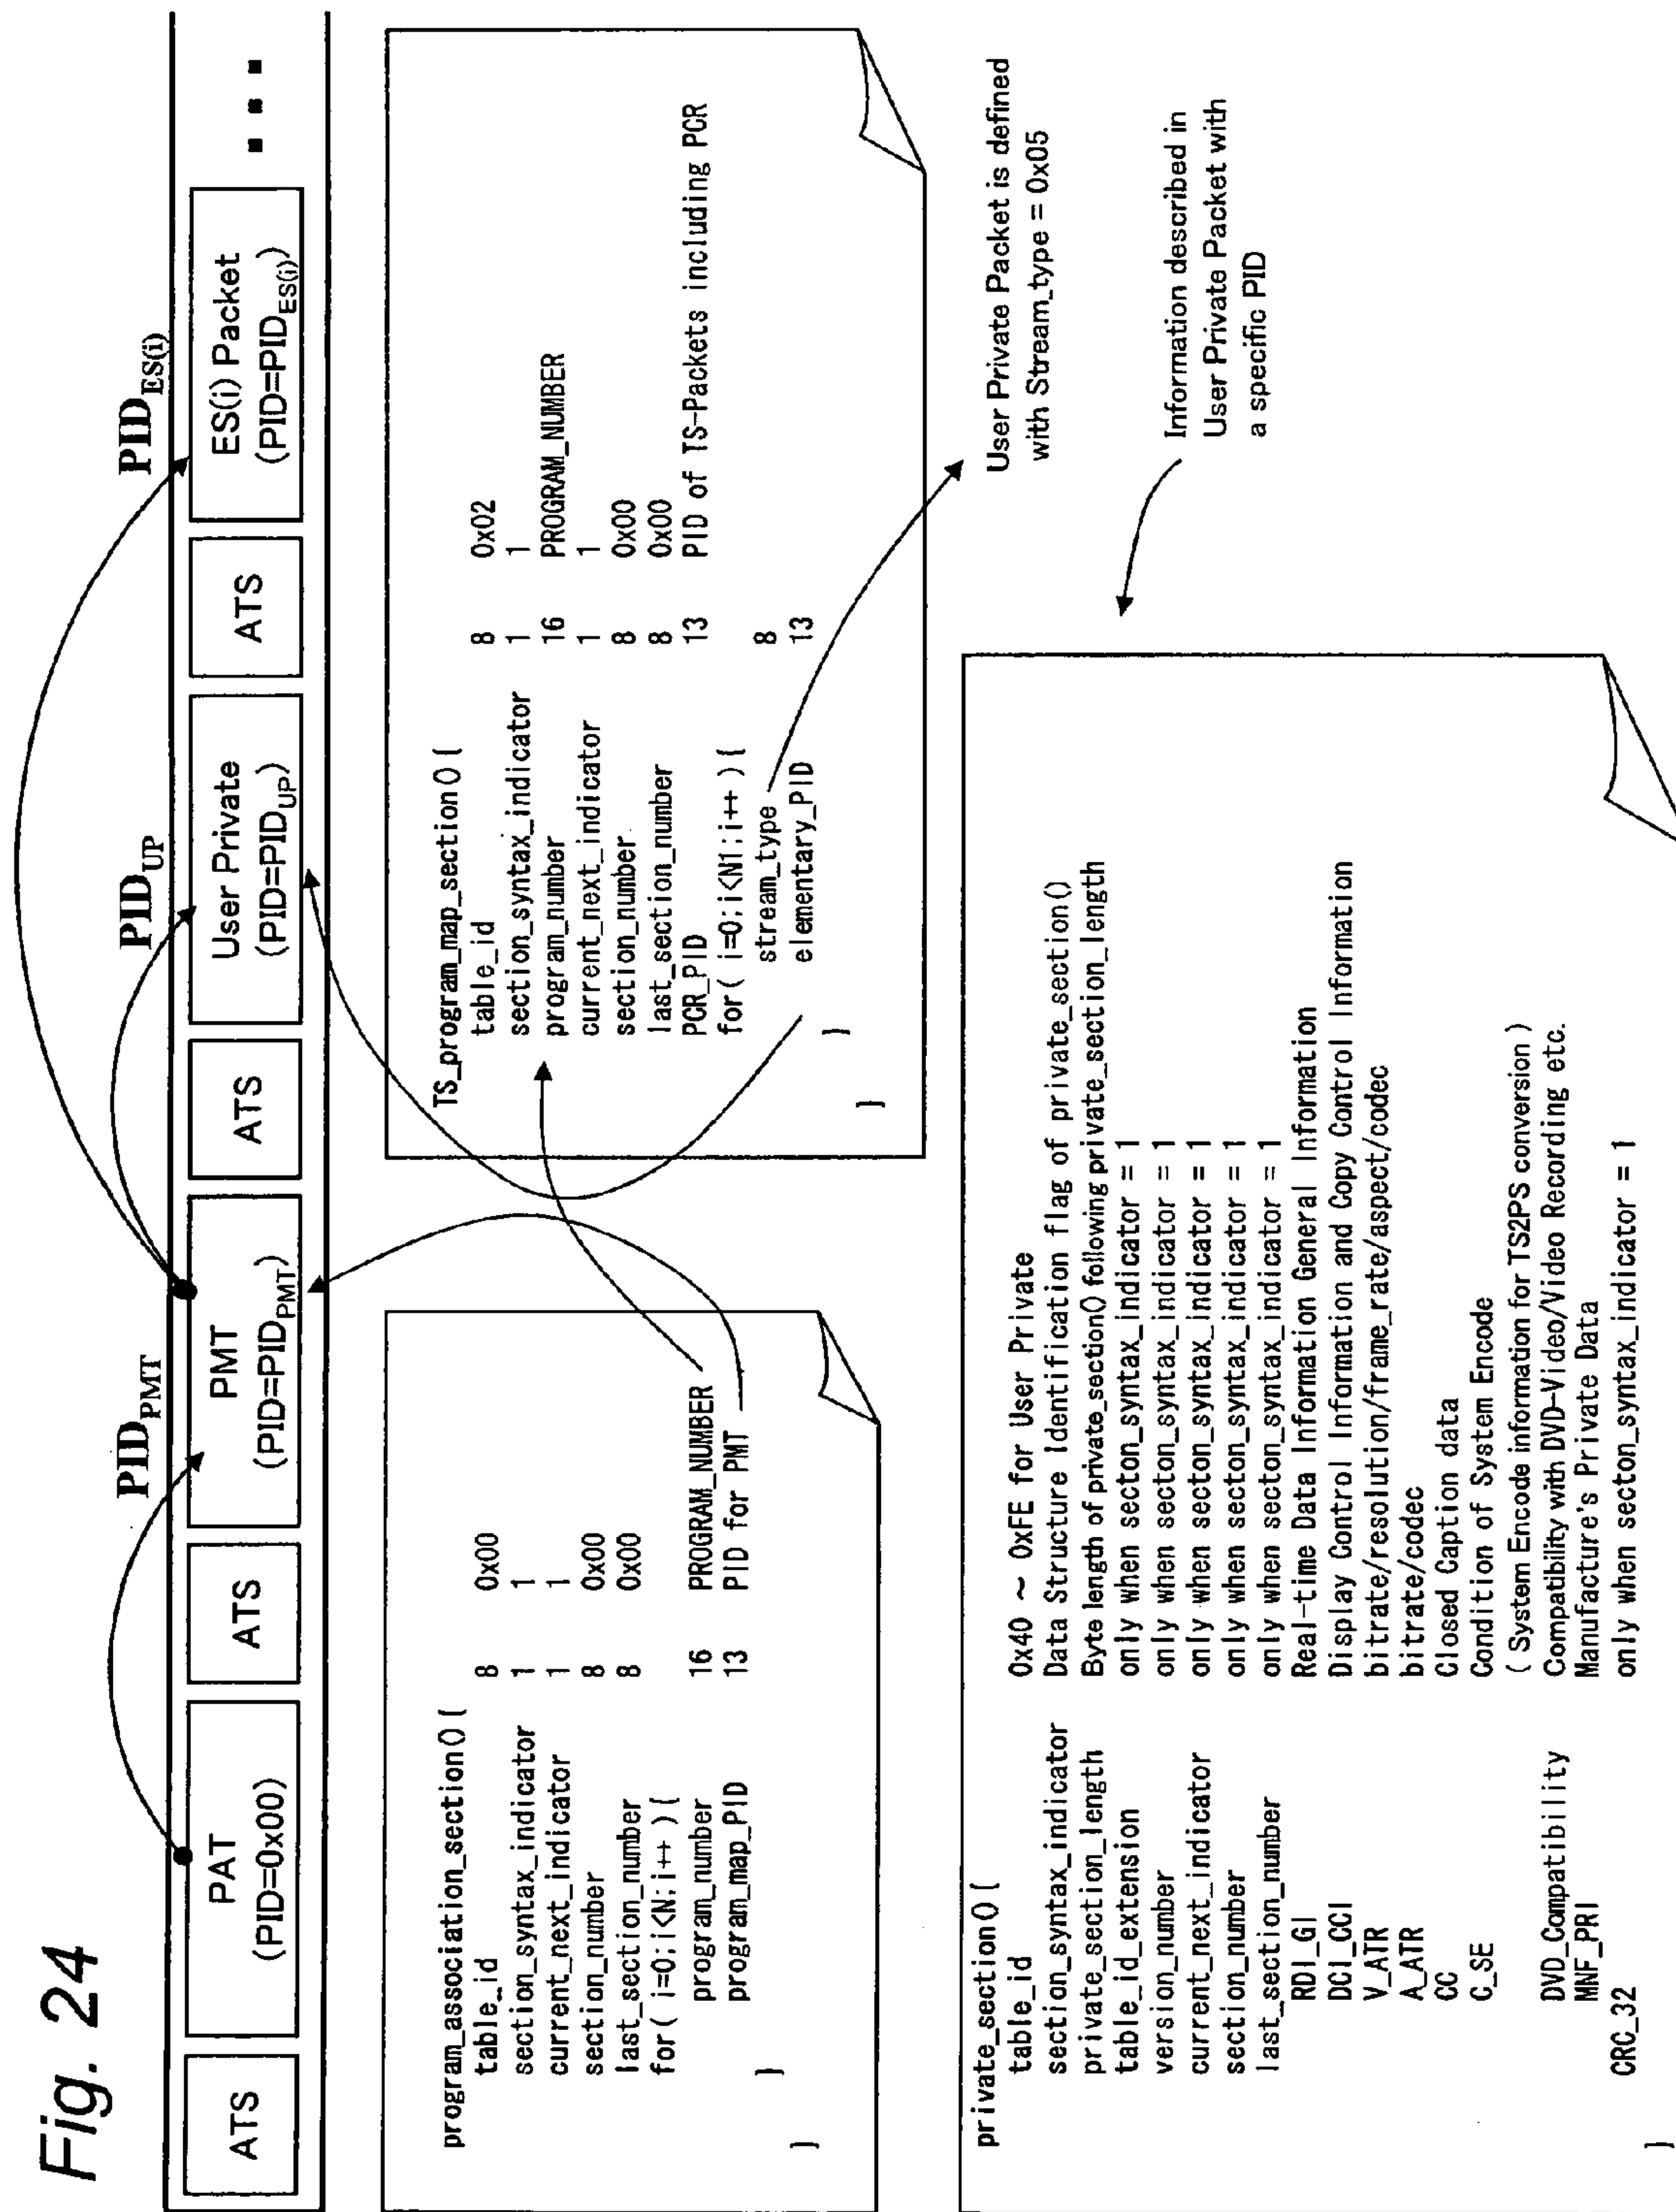 Fig. 24
PID_PMT PID_UP PID_ES(i)
ATS
PAT
(PID=0x00)
ATS
PMT
(PID=PID_PMT)
ATS
User Private
(PID=PID_UP)
ATS
ES(i) Packet
(PID=PID_ES(i))
...
program_association_section() {
table_id 8 0x00
section_syntax_indicator 1 1
current_next_indicator 1 1
section_number 8 0x00
last_section_number 8 0x00
for( i=0;i<N;i++ ) {
program_number 16 PROGRAM_NUMBER
program_map_PID 13 PID for PMT
}
}
TS_program_map_section() {
table_id 8 0x02
section_syntax_indicator 1 1
program_number 16 PROGRAM_NUMBER
current_next_indicator 1 1
section_number 8 0x00
last_section_number 8 0x00
PCR_PID 13 PID of TS-Packets including PCR
for( i=0;i<N1;i++ ) {
stream_type 8
elementary_PID 13
}
User Private Packet is defined
with Stream_type = 0x05
Information described in
User Private Packet with
a specific PID
private_section() {
table_id 0x40 ~ 0xFE for User Private
section_syntax_indicator Data Structure Identification flag of private_section()
private_section_length Byte length of private_section() following private_section_length
table_id_extension only when secton_syntax_indicator = 1
version_number only when secton_syntax_indicator = 1
current_next_indicator only when secton_syntax_indicator = 1
section_number only when secton_syntax_indicator = 1
last_section_number only when secton_syntax_indicator = 1
RDI_GI Real-time Data Information General Information
DCI_CCI Display Control Information and Copy Control Information
V_ATR bitrate/resolution/frame_rate/aspect/codec
A_ATR bitrate/codec
CC Closed Caption data
C_SE Condition of System Encode
( System Encode information for TS2PS conversion )
DVD_Compatibility Compatibility with DVD-Video/Video Recording etc.
MNF_PRI Manufacture's Private Data
CRC_32 only when secton_syntax_indicator = 1
}